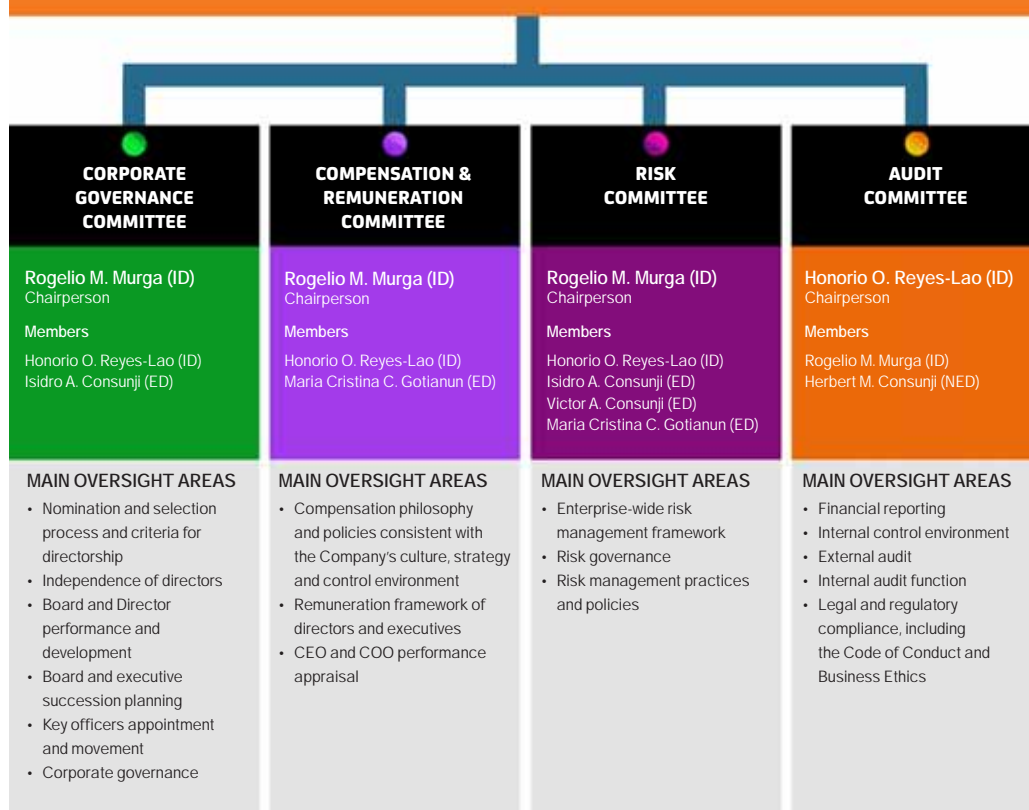 CORPORATE
GOVERNANCE
COMMITTEE
Rogelio M. Murga (ID)
Chairperson
Members
Honorio O. Reyes-Lao (ID)
Isidro A. Consunji (ED)
MAIN OVERSIGHT AREAS
• Nomination and selection
process and criteria for
directorship
• Independence of directors
• Board and Director
performance and
development
• Board and executive
succession planning
• Key officers appointment
and movement
• Corporate governance
COMPENSATION &
REMUNERATION
COMMITTEE
Rogelio M. Murga (ID)
Chairperson
Members
Honorio O. Reyes-Lao (ID)
Maria Cristina C. Gotianun (ED)
MAIN OVERSIGHT AREAS
• Compensation philosophy
and policies consistent with
the Company's culture, strategy
and control environment
• Remuneration framework of
directors and executives
• CEO and COO performance
appraisal
RISK
COMMITTEE
Rogelio M. Murga (ID)
Chairperson
Members
Honorio O. Reyes-Lao (ID)
Isidro A. Consunji (ED)
Victor A. Consunji (ED)
Maria Cristina C. Gotianun (ED)
MAIN OVERSIGHT AREAS
• Enterprise-wide risk
management framework
• Risk governance
• Risk management practices
and policies
AUDIT
COMMITTEE
Honorio O. Reyes-Lao (ID)
Chairperson
Members
Rogelio M. Murga (ID)
Herbert M. Consunji (NED)
MAIN OVERSIGHT AREAS
• Financial reporting
• Internal control environment
• External audit
• Internal audit function
• Legal and regulatory
compliance, including
the Code of Conduct and
Business Ethics